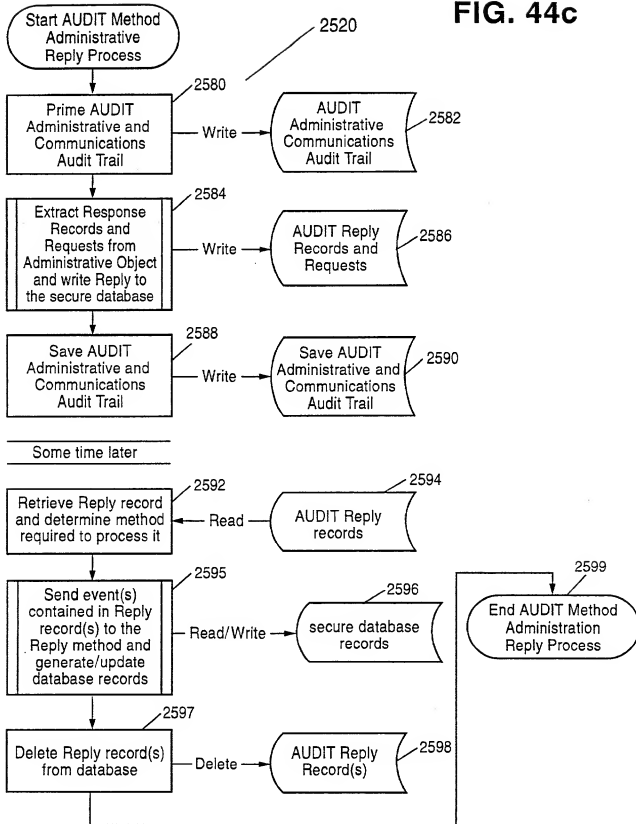 FIG. 44c
Start AUDIT Method
Administrative
Reply Process
2520
2580
Prime AUDIT
Administrative and
Communications
Audit Trail
Write
AUDIT
Administrative
Communications
Audit Trail
2582
2584
Extract Response
Records and
Requests from
Administrative Object
and write Reply to
the secure database
Write
AUDIT Reply
Records and
Requests
2586
2588
Save AUDIT
Administrative and
Communications
Audit Trail
Write
Save AUDIT
Administrative and
Communications
Audit Trail
2590
Some time later
2592
Retrieve Reply record
and determine method
required to process it
Read
2594
AUDIT Reply
records
2595
Send event(s)
contained in Reply
record(s) to the
Reply method and
generate/update
database records
Read/Write
2596
secure database
records
2599
End AUDIT Method
Administration
Reply Process
2597
Delete Reply record(s)
from database
Delete
AUDIT Reply
Record(s)
2598